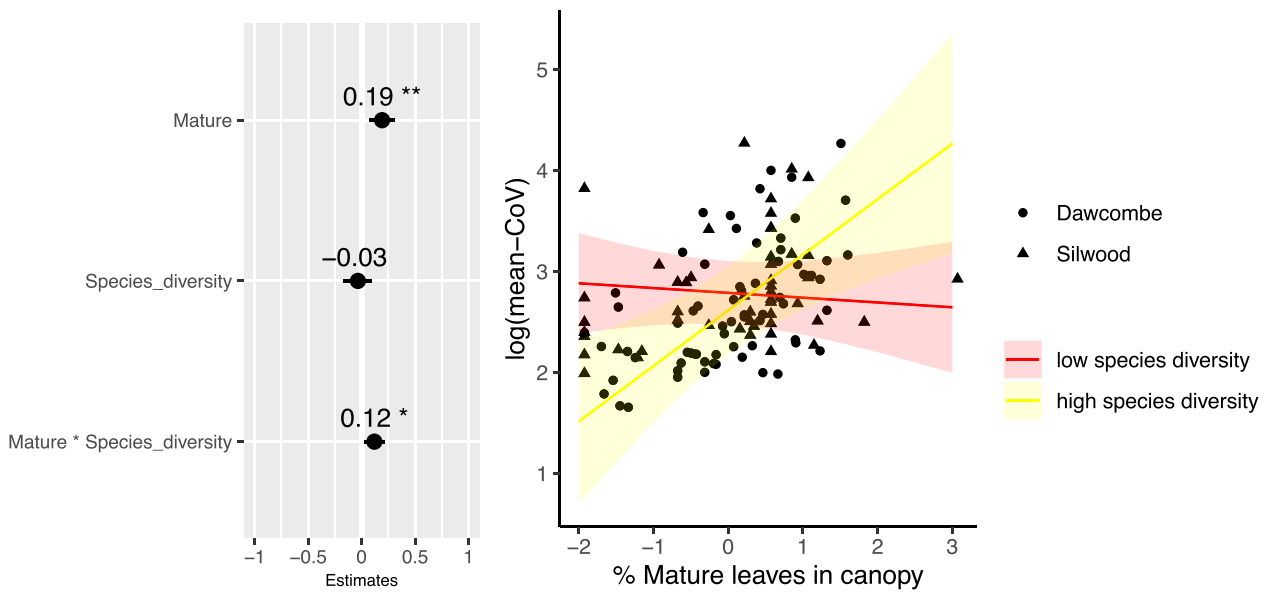 0.19 **
Mature
−0.03
Species_diversity
0.12 *
Mature * Species_diversity
−1
−0.5
0
0.5
1
Estimates
log(mean−CoV)
5
4
3
2
1
−2
−1
0
1
2
3
% Mature leaves in canopy
Dawcombe
Silwood
low species diversity
high species diversity